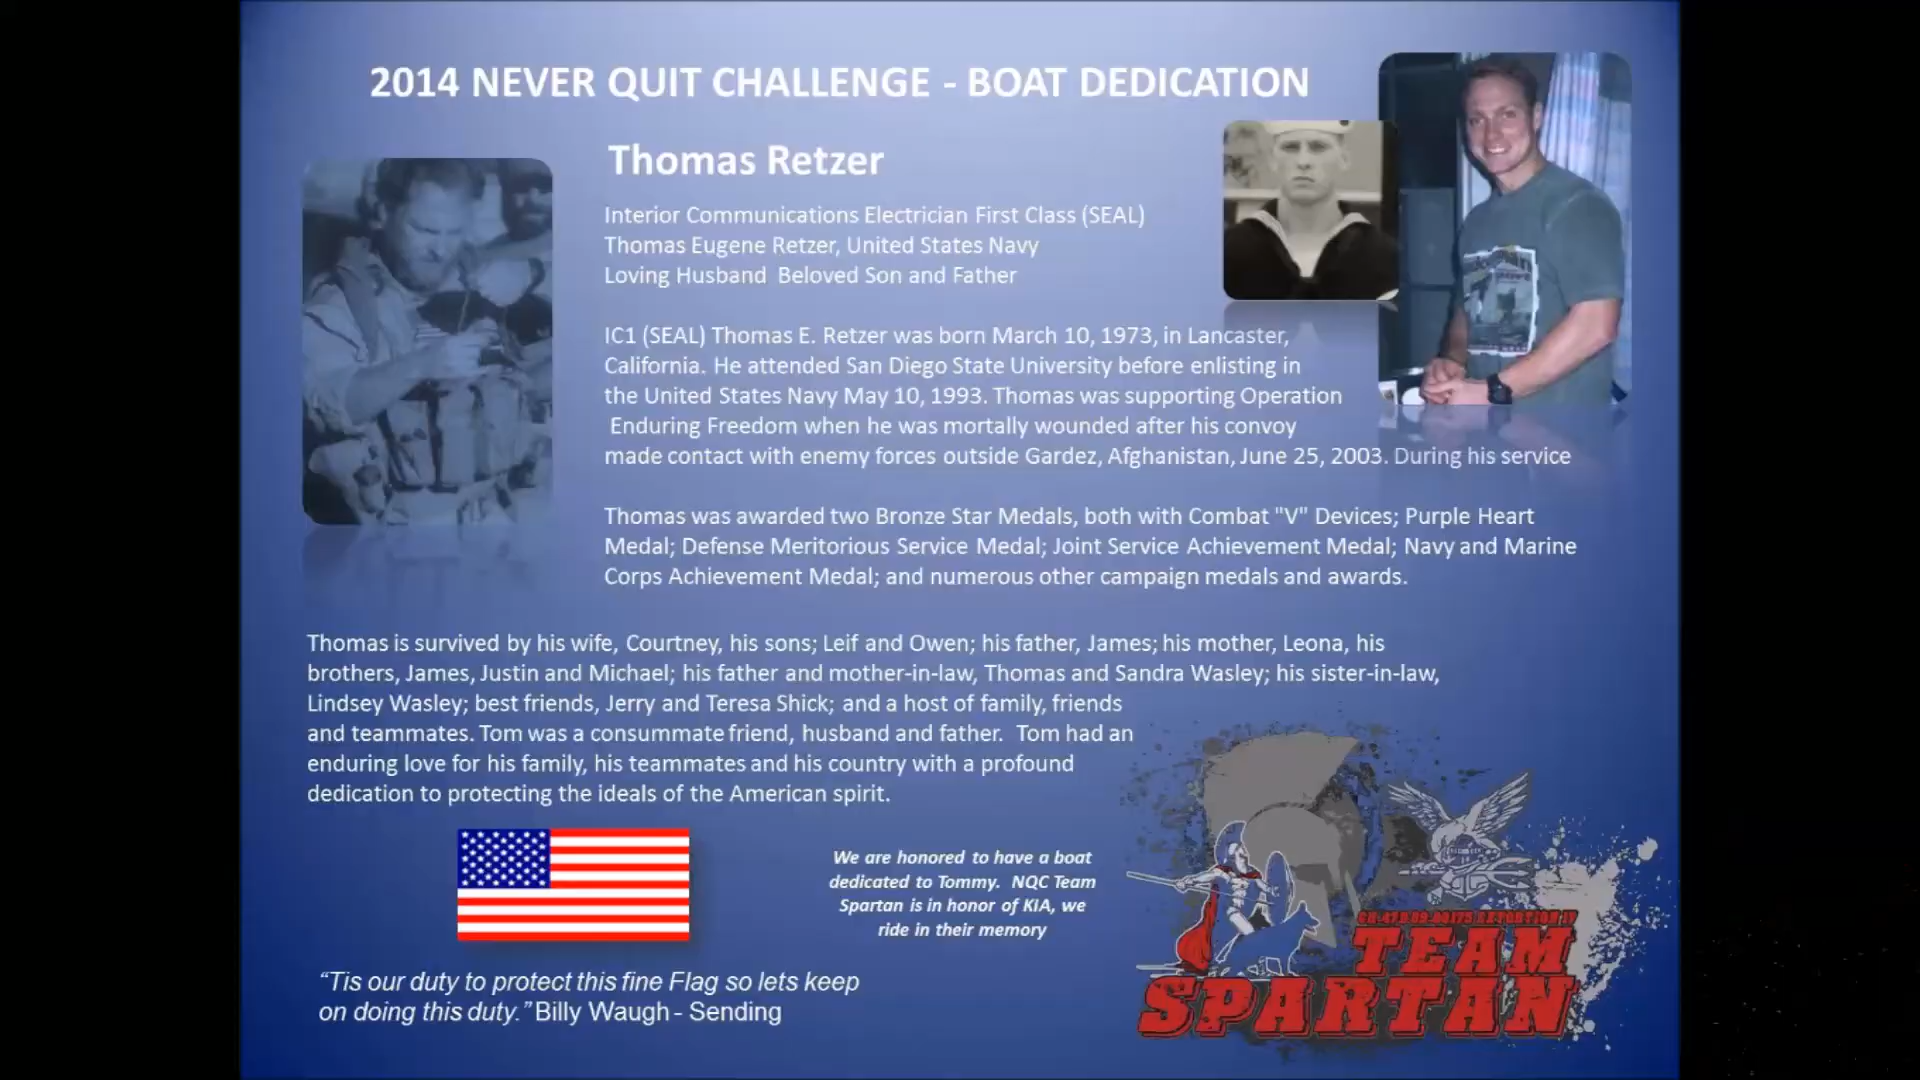 2014 NEVER QUIT CHALLENGE - BOAT DEDICATION
Thomas Retzer
Interior Communications Electrician First Class (SEAL)
Thomas Eugene Retzer, United States Navy
Loving Husband  Beloved Son and Father
IC1 (SEAL) Thomas E. Retzer was born March 10, 1973, in Lancaster,
California. He attended San Diego State University before enlisting in
the United States Navy May 10, 1993. Thomas was supporting Operation
Enduring Freedom when he was mortally wounded after his convoy
made contact with enemy forces outside Gardez, Afghanistan, June 25, 2003. During his service
Thomas was awarded two Bronze Star Medals, both with Combat "V" Devices; Purple Heart
Medal; Defense Meritorious Service Medal; Joint Service Achievement Medal; Navy and Marine
Corps Achievement Medal; and numerous other campaign medals and awards.
Thomas is survived by his wife, Courtney, his sons; Leif and Owen; his father, James; his mother, Leona, his
brothers, James, Justin and Michael; his father and mother-in-law, Thomas and Sandra Wasley; his sister-in-law,
Lindsey Wasley; best friends, Jerry and Teresa Shick; and a host of family, friends
and teammates. Tom was a consummate friend, husband and father.  Tom had an
enduring love for his family, his teammates and his country with a profound
dedication to protecting the ideals of the American spirit.
We are honored to have a boat
dedicated to Tommy.  NQC Team
Spartan is in honor of KIA, we
ride in their memory
“Tis our duty to protect this fine Flag so lets keep
on doing this duty.” Billy Waugh - Sending
EXTORTION 17
TEAM
SPARTAN